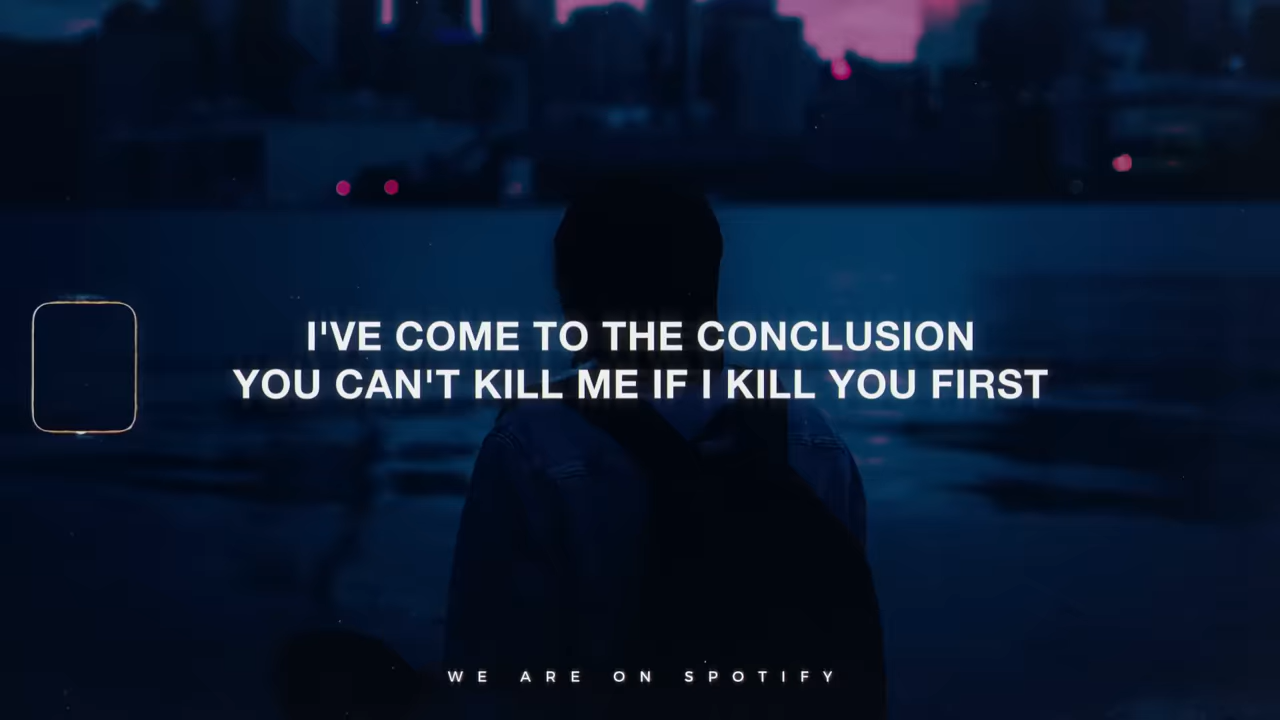 I'VE COME TO THE CONCLUSION
YOU CAN'T KILL ME IF I KILL YOU FIRST
WE ARE ON SPOTIFY